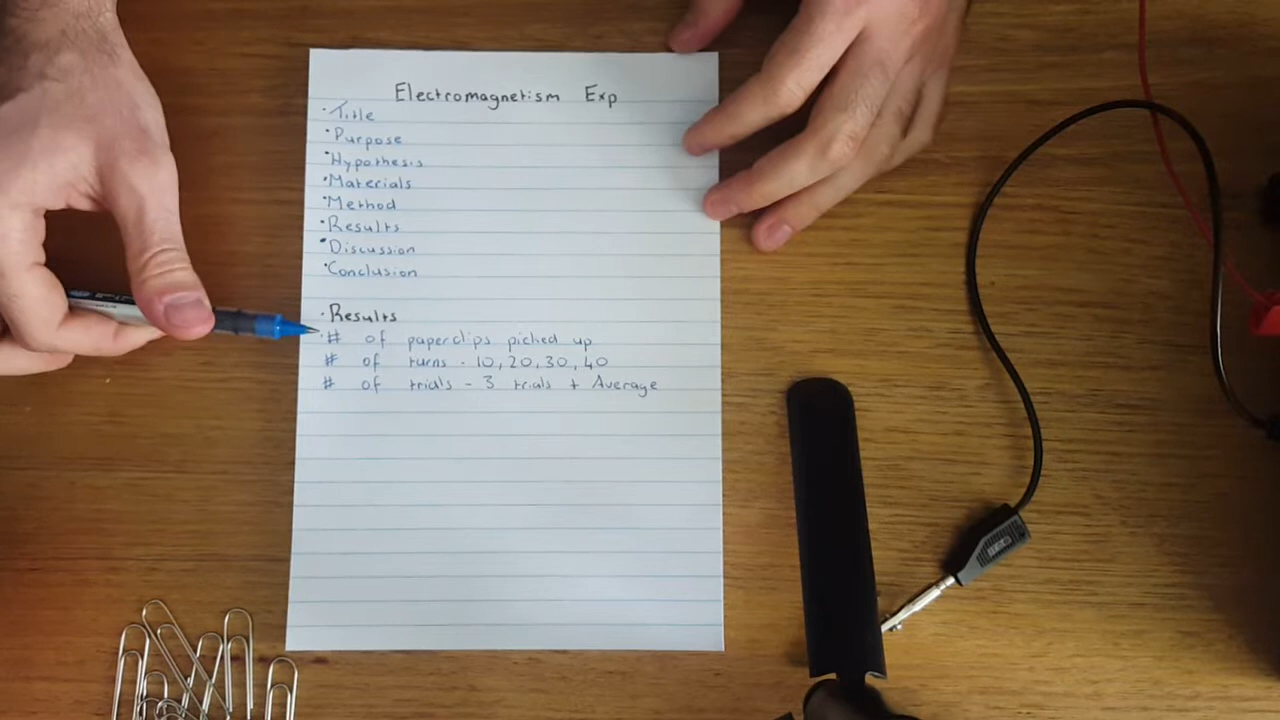 Electromagnetism Exp
· Title
· Purpose
· Hypothesis
· Materials
· Method
· Results
· Discussion
· Conclusion
· Results
· # of paperclips picked up
# of turns - 10, 20, 30, 40
# of trials - 3 trials + Average